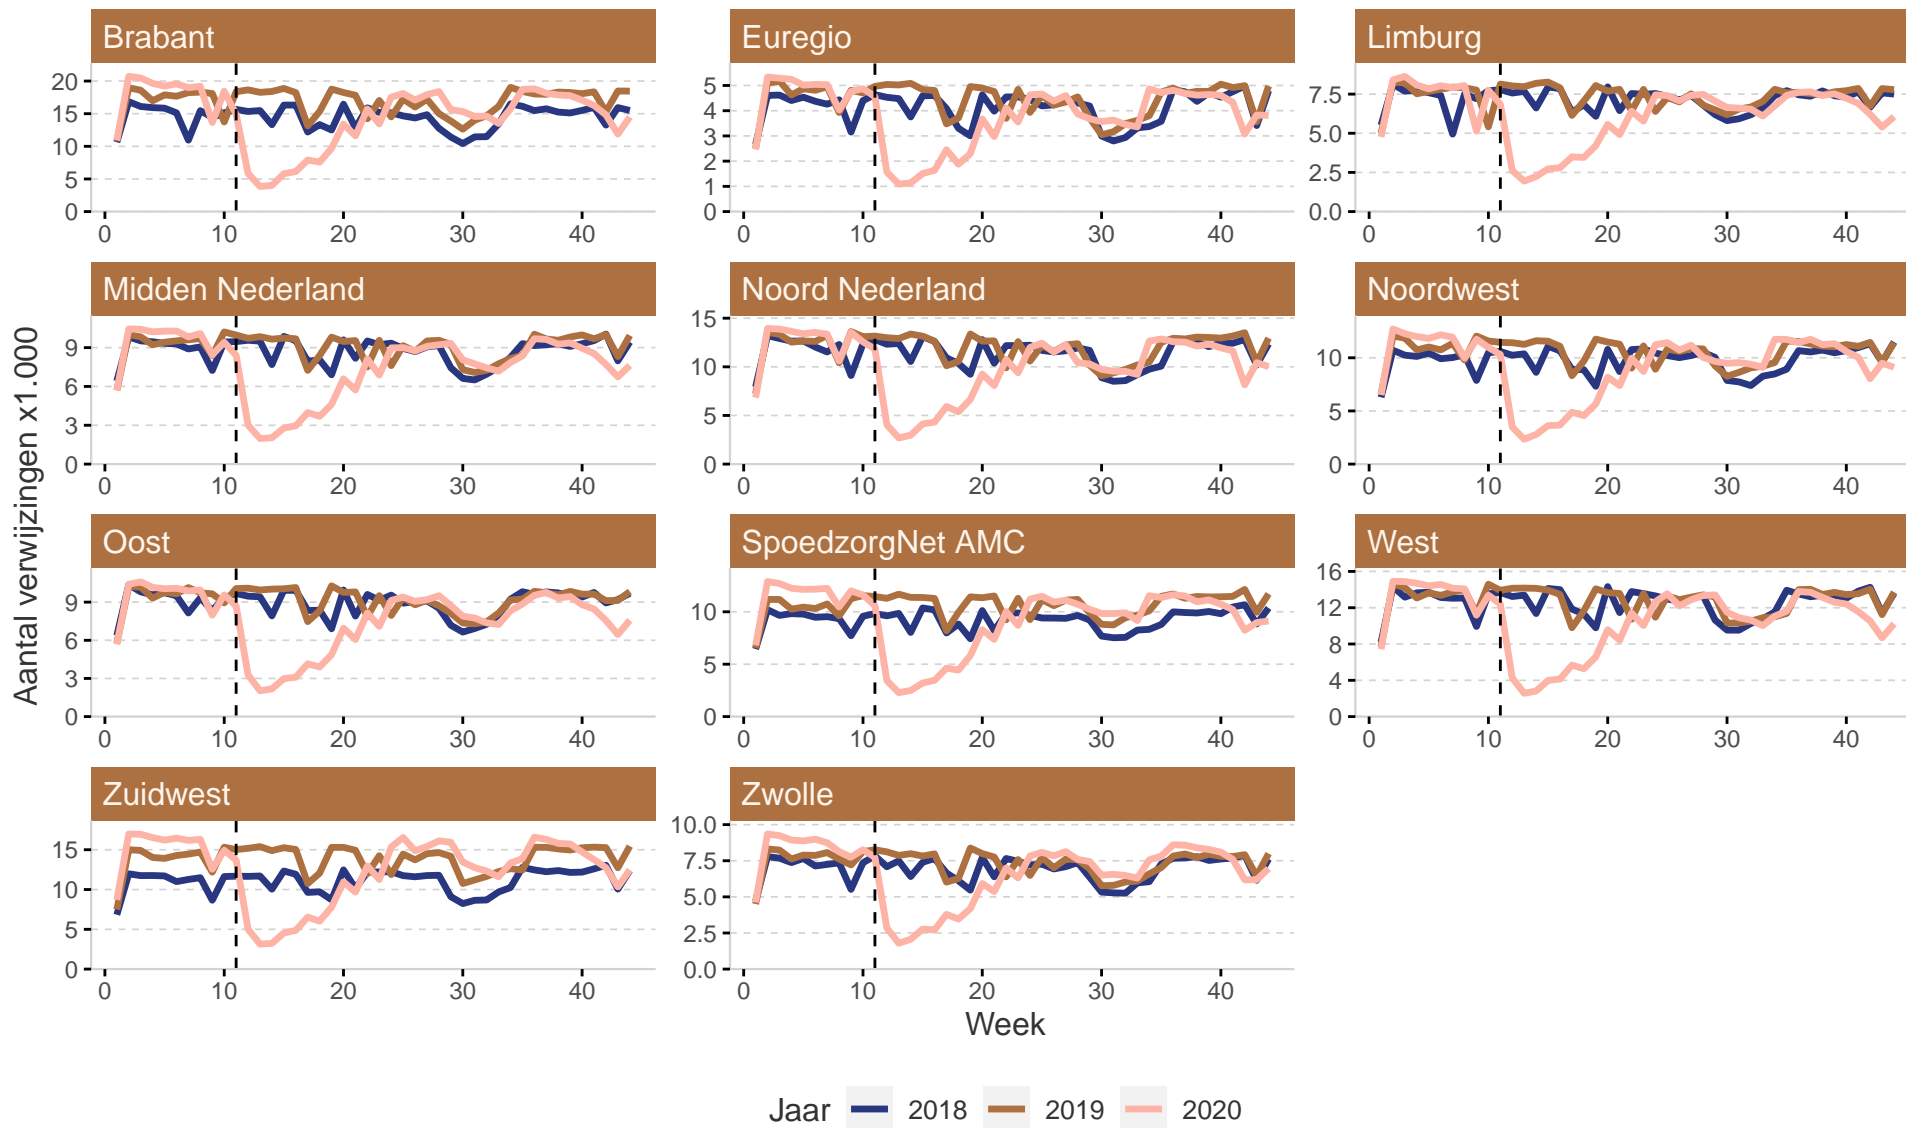 Brabant
Euregio
Limburg
20
15
10
5
0
0 10 20 30 40
5
4
3
2
1
0
0 10 20 30 40
7.5
5.0
2.5
0.0
0 10 20 30 40
Midden Nederland
Noord Nederland
Noordwest
9
6
3
0
0 10 20 30 40
15
10
5
0
0 10 20 30 40
10
5
0
0 10 20 30 40
Aantal verwijzingen x1.000
Oost
SpoedzorgNet AMC
West
9
6
3
0
0 10 20 30 40
10
5
0
0 10 20 30 40
16
12
8
4
0
0 10 20 30 40
Zuidwest
Zwolle
15
10
5
0
0 10 20 30 40
10.0
7.5
5.0
2.5
0.0
0 10 20 30 40
Week
Jaar 2018 2019 2020